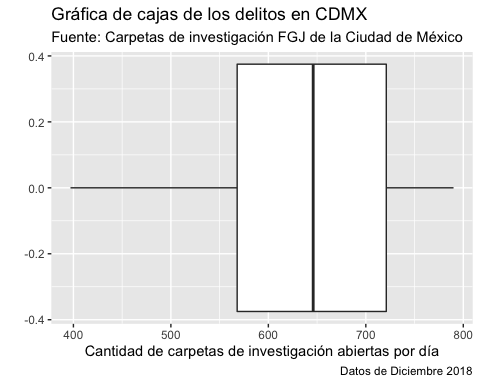 Gráfica de cajas de los delitos en CDMX
Fuente: Carpetas de investigación FGJ de la Ciudad de México
0.4
0.2
0.0
-0.2
-0.4
400 500 600 700 800
Cantidad de carpetas de investigación abiertas por día
Datos de Diciembre 2018